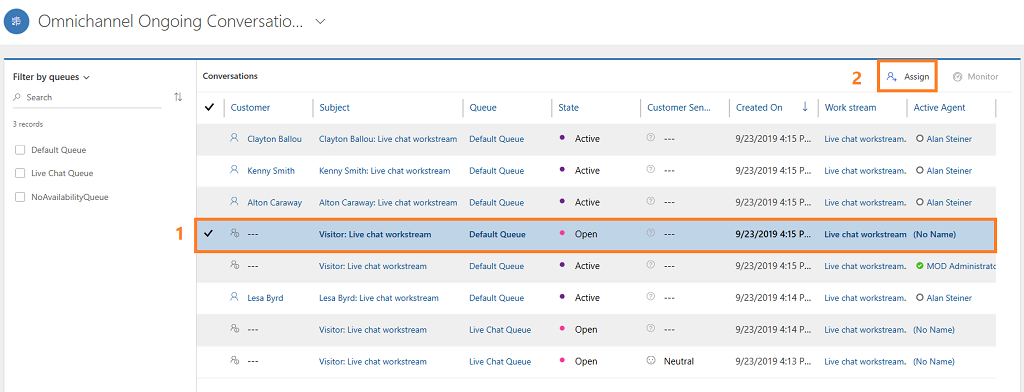 Omnichannel Ongoing Conversatio...
Filter by queues
Conversations
2
Assign
Monitor
Search
3 records
Default Queue
Live Chat Queue
NoAvailabilityQueue
Customer Subject Queue State Customer Sen... Created On Work stream Active Agent
Clayton Ballou Clayton Ballou: Live chat workstream Default Queue Active --- 9/23/2019 4:15 P... Live chat workstream. Alan Steiner
Kenny Smith Kenny Smith: Live chat workstream Default Queue Active --- 9/23/2019 4:15 P... Live chat workstream. Alan Steiner
Alton Caraway Alton Caraway: Live chat workstream Default Queue Active --- 9/23/2019 4:15 P... Live chat workstream. Alan Steiner
1 --- Visitor: Live chat workstream Default Queue Open --- 9/23/2019 4:15 P... Live chat workstream (No Name)
--- Visitor: Live chat workstream Default Queue Active --- 9/23/2019 4:15 P... Live chat workstream. MOD Administrato
Lesa Byrd Lesa Byrd: Live chat workstream Default Queue Active --- 9/23/2019 4:14 P... Live chat workstream. Alan Steiner
--- Visitor: Live chat workstream Live Chat Queue Open --- 9/23/2019 4:14 P... Live chat workstream. (No Name)
--- Visitor: Live chat workstream Live Chat Queue Open Neutral 9/23/2019 4:13 P... Live chat workstream. (No Name)